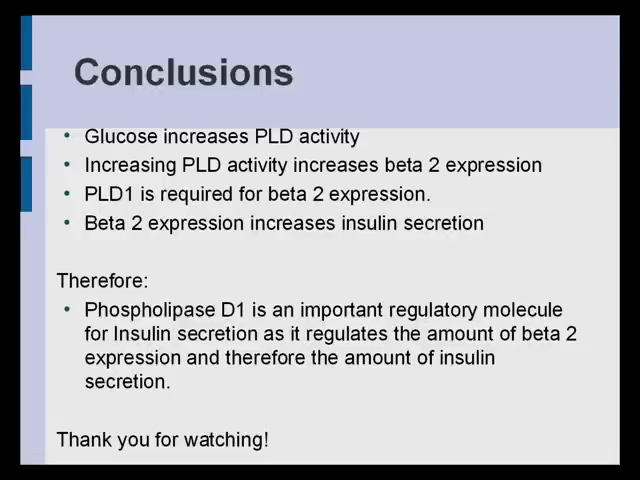 Conclusions
• Glucose increases PLD activity
• Increasing PLD activity increases beta 2 expression
• PLD1 is required for beta 2 expression.
• Beta 2 expression increases insulin secretion
Therefore:
• Phospholipase D1 is an important regulatory molecule
for Insulin secretion as it regulates the amount of beta 2
expression and therefore the amount of insulin
secretion.
Thank you for watching!